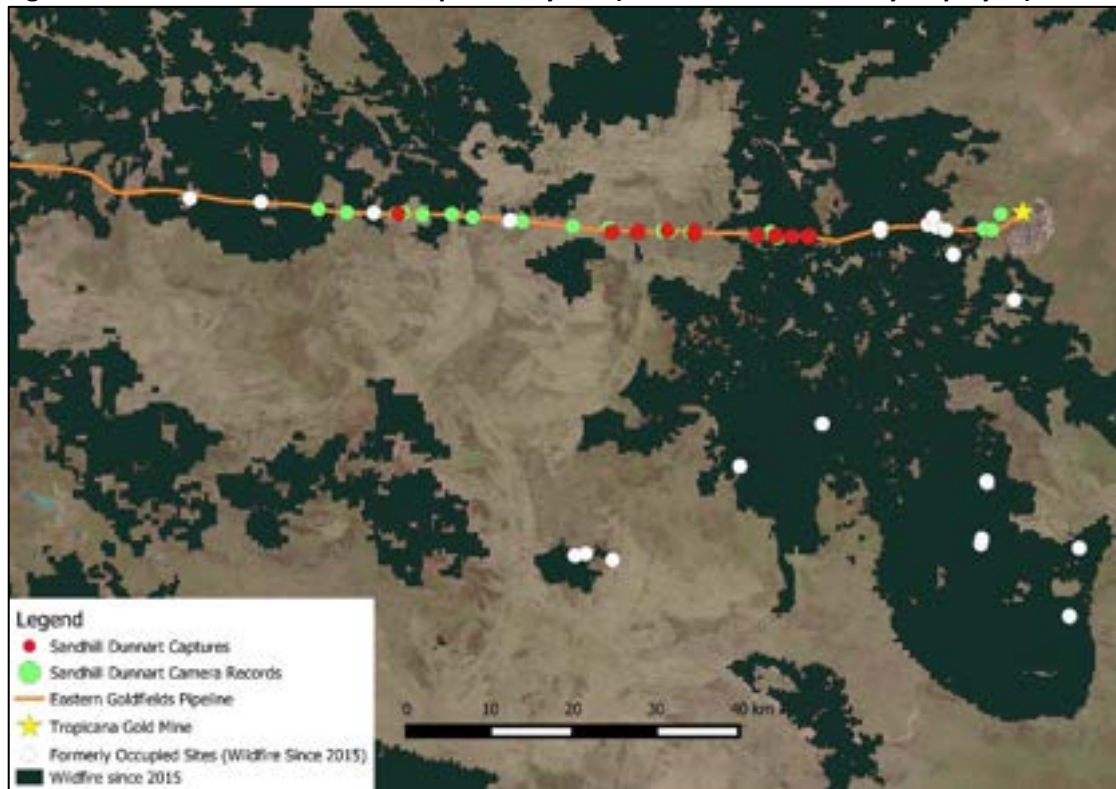 Legend
Sandhill Dunnart Captures
Sandhill Dunnart Camera Records
Eastern Goldfields Pipeline
Tropicana Gold Mine
Formerly Occupied Sites (Wildfire Since 2015)
Wildfire since 2015
0 10 20 30 40 km